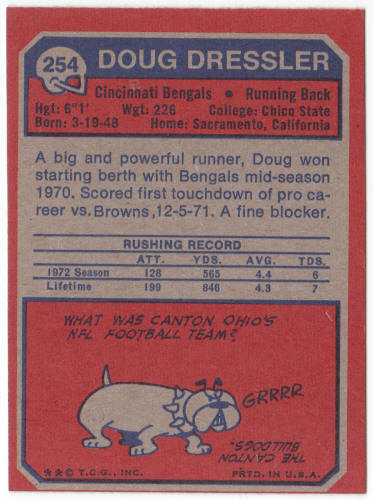 DOUG DRESSLER
254
Cincinnati Bengals • Running Back
Hgt: 6"1' Wgt: 226 College: Chico State
Born: 3-19-48 Home: Sacramento, California
A big and powerful runner, Doug won
starting berth with Bengals mid-season
1970. Scored first touchdown of pro ca-
reer vs. Browns,12-5-71. A fine blocker.
RUSHING RECORD
ATT. YDS. AVG. TDS.
1972 Season 128 565 4.4 6
Lifetime 199 846 4.3 7
WHAT WAS CANTON OHIO'S
NFL FOOTBALL TEAM?
GRRRR
THE CANTON
BULLDOGS.
**© T.C.G., INC. PRTD. IN U.S.A.